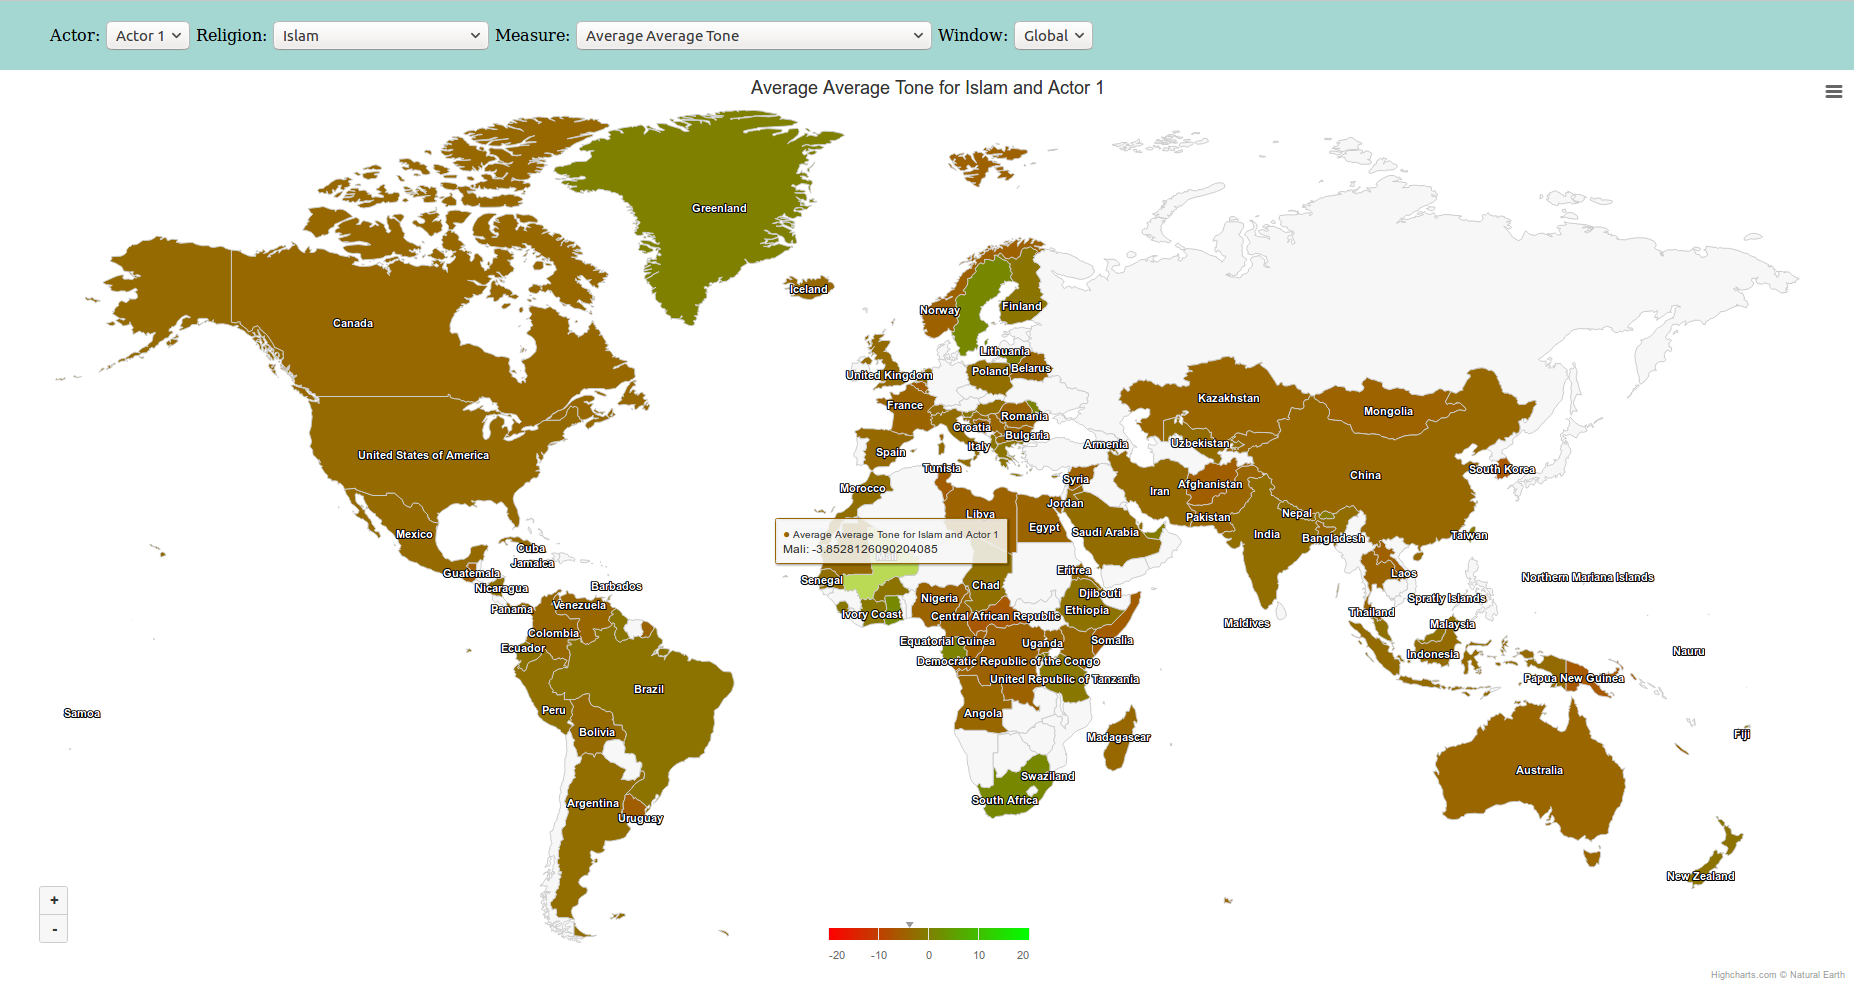 Actor: Actor 1 Religion: Islam Measure: Average Average Tone Window: Global
Average Average Tone for Islam and Actor 1
Greenland
Iceland
Norway
Finland
Canada
Lithuania
Poland
Belarus
United Kingdom
Kazakhstan
France
Mongolia
Romania
Croatia
Bulgaria
Armenia
Uzbekistan
Italy
Spain
United States of America
Tunisia
South Korea
China
Syria
Afghanistan
Morocco
Iran
Jordan
Pakistan
Nepal
Libya
Egypt
Saudi Arabia
India
Bangladesh
Taiwan
Mexico
Average Average Tone for Islam and Actor 1
Mali: -3.8528126090204085
Cuba
Jamaica
Guatemala
Nicaragua
Barbados
Senegal
Chad
Eritrea
Laos
Northern Mariana Islands
Panama
Venezuela
Nigeria
Djibouti
Spratly Islands
Ivory Coast
Central African Republic
Ethiopia
Thailand
Maldives
Malaysia
Colombia
Ecuador
Equatorial Guinea
Uganda
Somalia
Indonesia
Nauru
Democratic Republic of the Congo
United Republic of Tanzania
Papua New Guinea
Brazil
Samoa
Peru
Angola
Bolivia
Madagascar
Fiji
Swaziland
Australia
South Africa
Argentina
Uruguay
New Zealand
+
-
-20 -10 0 10 20
Highcharts.com © Natural Earth